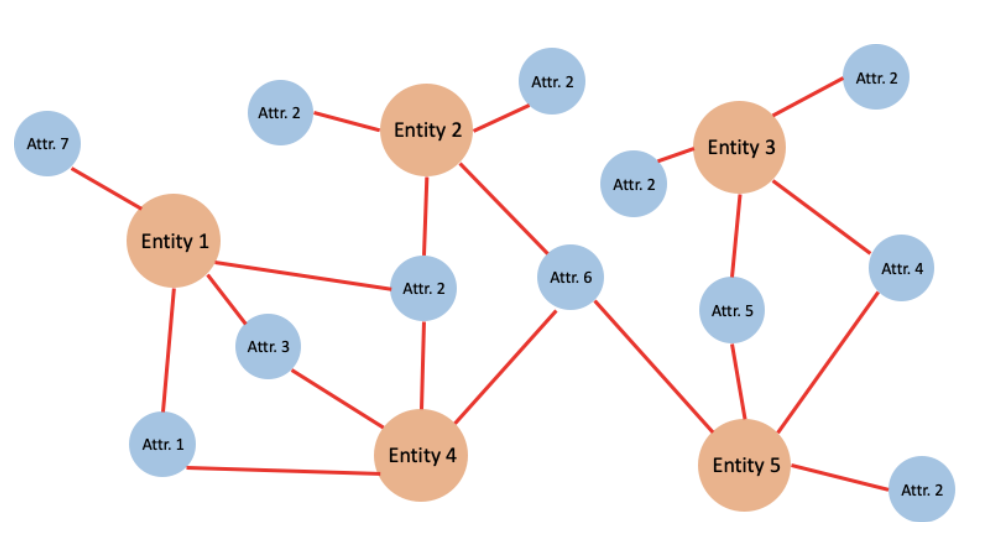 Attr. 2
Attr. 2
Attr. 2
Entity 2
Attr. 7
Entity 3
Attr. 2
Entity 1
Attr. 4
Attr. 6
Attr. 2
Attr. 5
Attr. 3
Attr. 1
Entity 4
Entity 5
Attr. 2